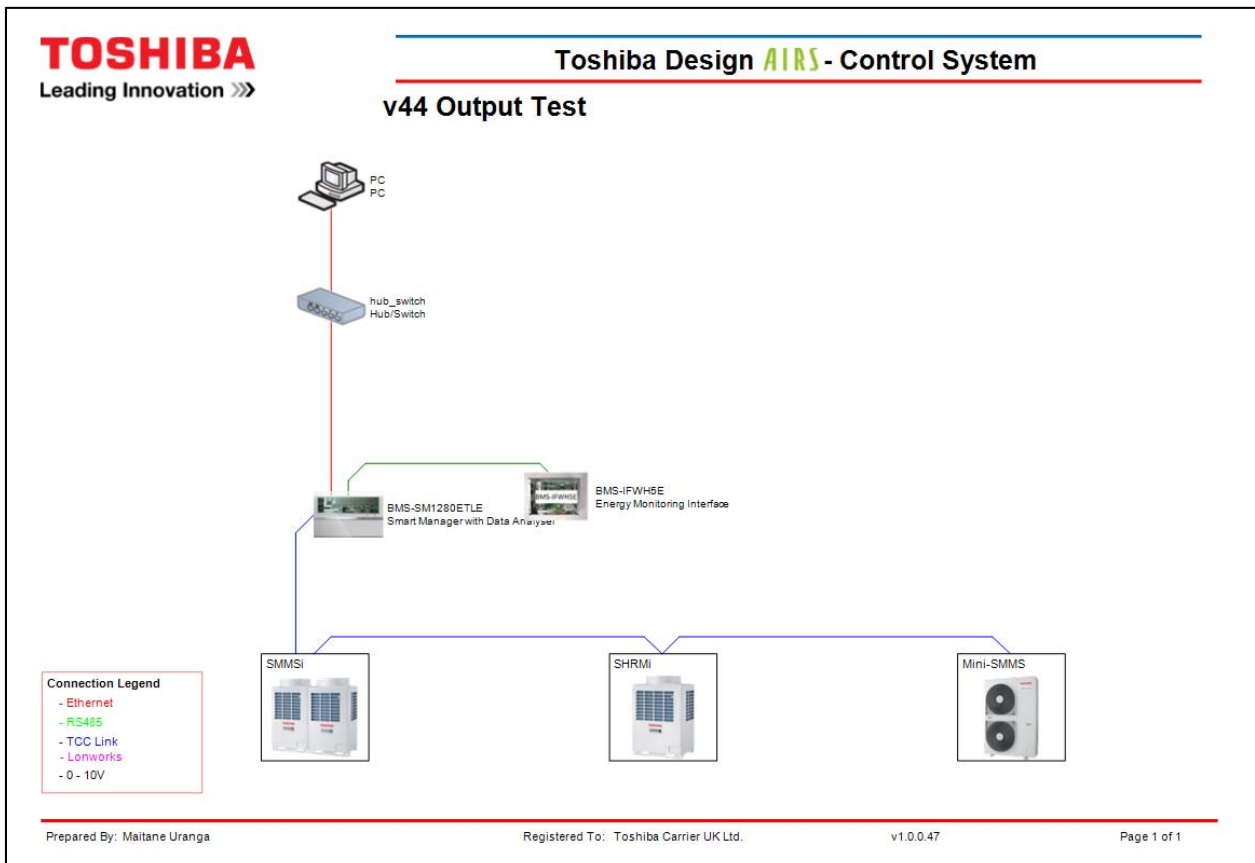 TOSHIBA
Leading Innovation >>>
Toshiba Design AIRS - Control System
v44 Output Test
PC
PC
hub_switch
Hub/Switch
BMS-SM1280ETLE
Smart Manager with Data Analyser
BMS-IFWH5E
BMS-IFWH5E
Energy Monitoring Interface
SMMSi
SHRMi
Mini-SMMS
Connection Legend
- Ethernet
- RS485
- TCC Link
- Lonworks
- 0 - 10V
Prepared By: Maitane Uranga
Registered To: Toshiba Carrier UK Ltd.
v1.0.0.47
Page 1 of 1